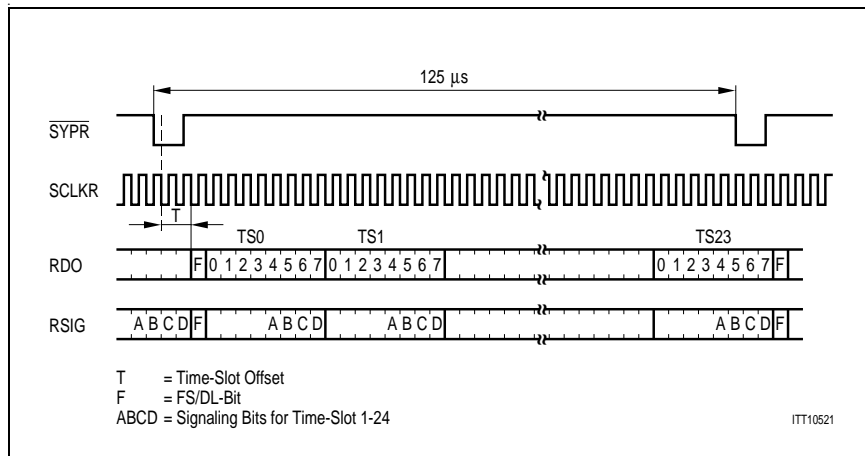 125 µs
SYPR
SCLKR
T
TS0 TS1 TS23
RDO F 0 1 2 3 4 5 6 7 0 1 2 3 4 5 6 7 0 1 2 3 4 5 6 7 F
RSIG A B C D F A B C D A B C D A B C D F
T = Time-Slot Offset
F = FS/DL-Bit
ABCD = Signaling Bits for Time-Slot 1-24
ITT10521